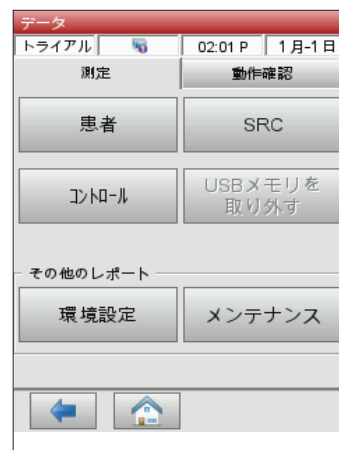 データ
トライアル 02:01 P 1月-1日
測定 動作確認
患者 SRC
コントロール USBメモリを
取り外す
その他のレポート
環境設定 メンテナンス